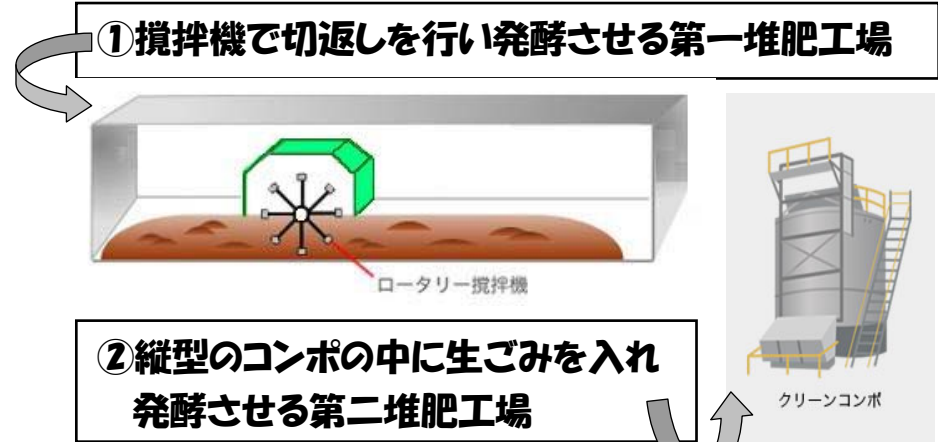 ①攪拌機で切返しを行い発酵させる第一堆肥工場
ロータリー撹拌機
②縦型のコンポの中に生ごみを入れ
発酵させる第二堆肥工場
クリーンコンポ